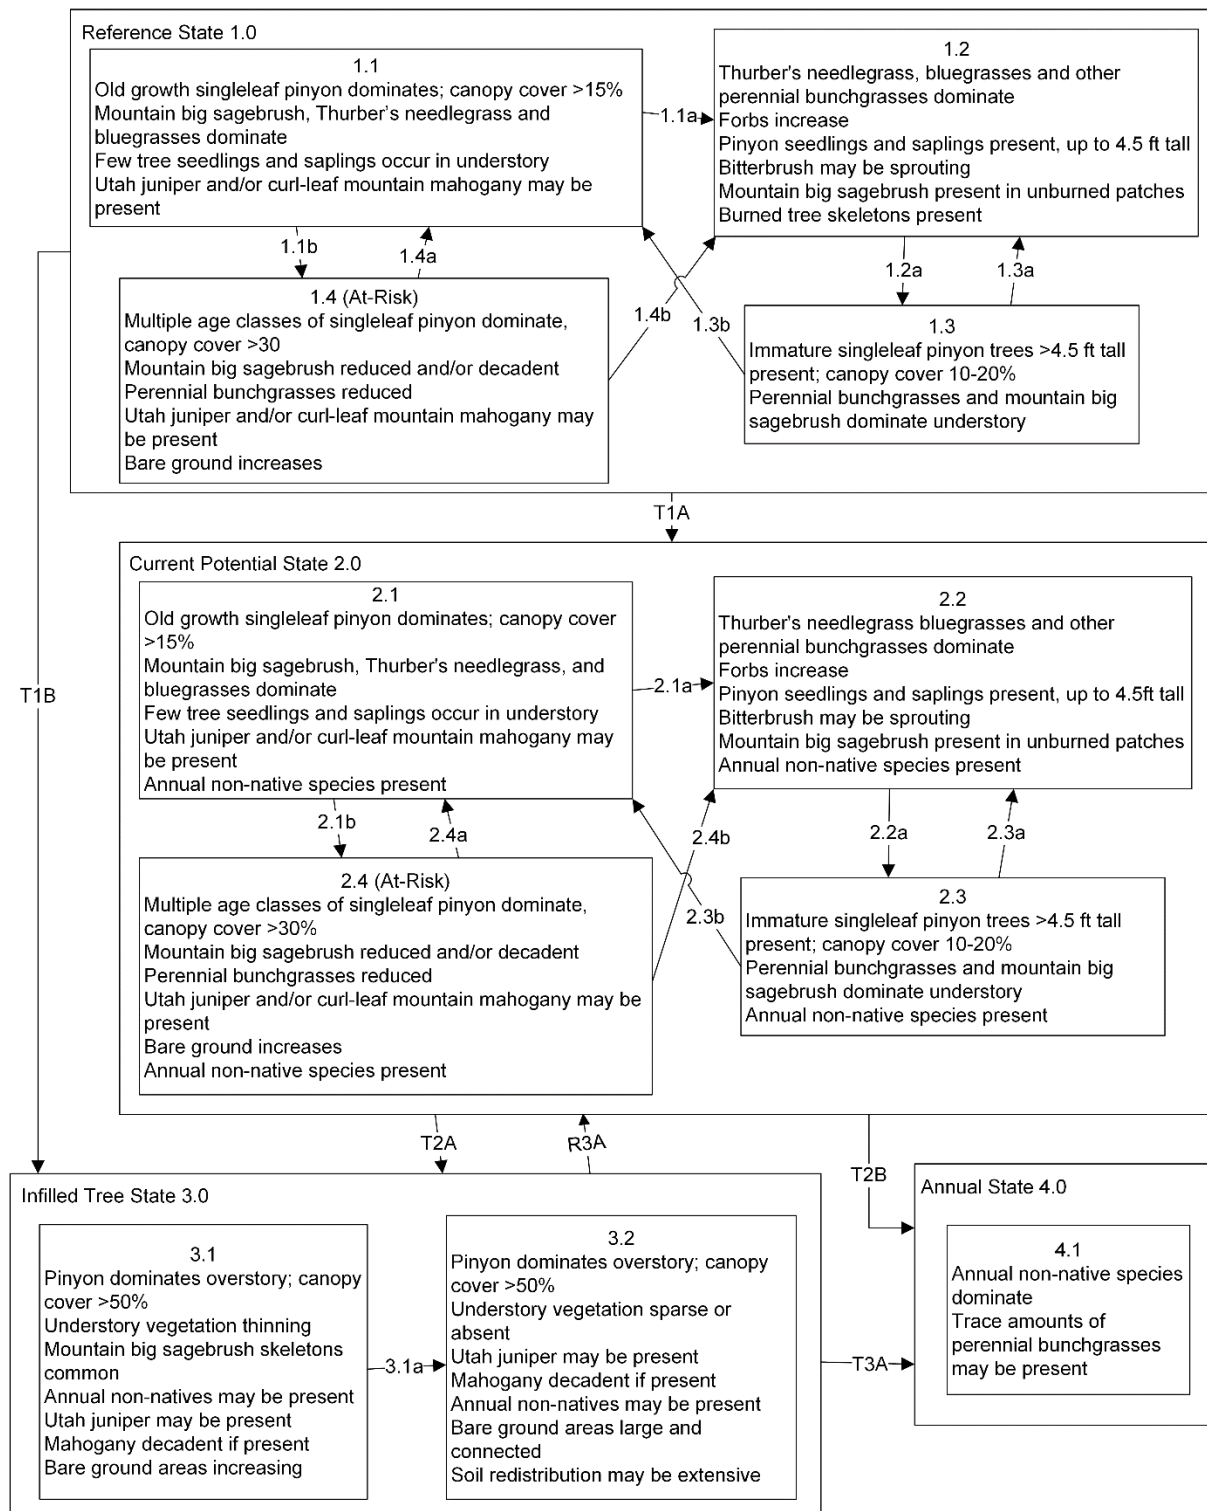 Reference State 1.0
1.1
Old growth singleleaf pinyon dominates; canopy cover >15%
Mountain big sagebrush, Thurber's needlegrass and
bluegrasses dominate
Few tree seedlings and saplings occur in understory
Utah juniper and/or curl-leaf mountain mahogany may be
present
1.1a
1.2
Thurber's needlegrass, bluegrasses and other
perennial bunchgrasses dominate
Forbs increase
Pinyon seedlings and saplings present, up to 4.5 ft tall
Bitterbrush may be sprouting
Mountain big sagebrush present in unburned patches
Burned tree skeletons present
1.1b
1.4a
1.4b
1.3b
1.2a
1.3a
1.4 (At-Risk)
Multiple age classes of singleleaf pinyon dominate,
canopy cover >30
Mountain big sagebrush reduced and/or decadent
Perennial bunchgrasses reduced
Utah juniper and/or curl-leaf mountain mahogany may
be present
Bare ground increases
1.3
Immature singleleaf pinyon trees >4.5 ft tall
present; canopy cover 10-20%
Perennial bunchgrasses and mountain big
sagebrush dominate understory
T1A
T1B
Current Potential State 2.0
2.1
Old growth singleleaf pinyon dominates; canopy cover
>15%
Mountain big sagebrush, Thurber's needlegrass, and
bluegrasses dominate
Few tree seedlings and saplings occur in understory
Utah juniper and/or curl-leaf mountain mahogany may
be present
Annual non-native species present
2.1a
2.2
Thurber's needlegrass bluegrasses and other
perennial bunchgrasses dominate
Forbs increase
Pinyon seedlings and saplings present, up to 4.5ft tall
Bitterbrush may be sprouting
Mountain big sagebrush present in unburned patches
Annual non-native species present
2.1b
2.4a
2.4b
2.3b
2.2a
2.3a
2.4 (At-Risk)
Multiple age classes of singleleaf pinyon dominate,
canopy cover >30%
Mountain big sagebrush reduced and/or decadent
Perennial bunchgrasses reduced
Utah juniper and/or curl-leaf mountain mahogany may be
present
Bare ground increases
Annual non-native species present
2.3
Immature singleleaf pinyon trees >4.5 ft tall
present; canopy cover 10-20%
Perennial bunchgrasses and mountain big
sagebrush dominate understory
Annual non-native species present
T2A
R3A
T2B
Infilled Tree State 3.0
3.1
Pinyon dominates overstory; canopy
cover >50%
Understory vegetation thinning
Mountain big sagebrush skeletons
common
Annual non-natives may be present
Utah juniper may be present
Mahogany decadent if present
Bare ground areas increasing
3.1a
3.2
Pinyon dominates overstory; canopy
cover >50%
Understory vegetation sparse or
absent
Utah juniper may be present
Mahogany decadent if present
Annual non-natives may be present
Bare ground areas large and
connected
Soil redistribution may be extensive
T3A
Annual State 4.0
4.1
Annual non-native species
dominate
Trace amounts of
perennial bunchgrasses
may be present